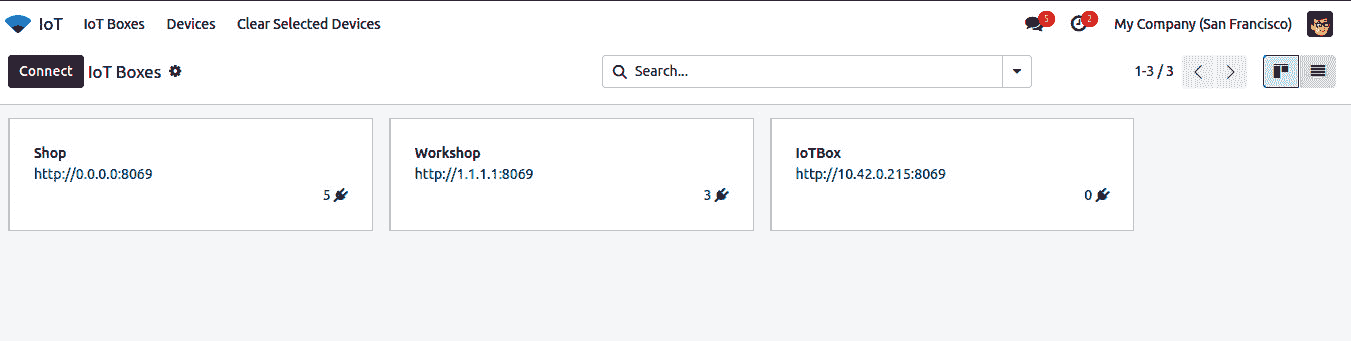 IoT IoT Boxes Devices Clear Selected Devices 5 2 My Company (San Francisco)
Connect IoT Boxes Search... 1-3 / 3
Shop
http://0.0.0.0:8069
5
Workshop
http://1.1.1.1:8069
3
IoTBox
http://10.42.0.215:8069
0